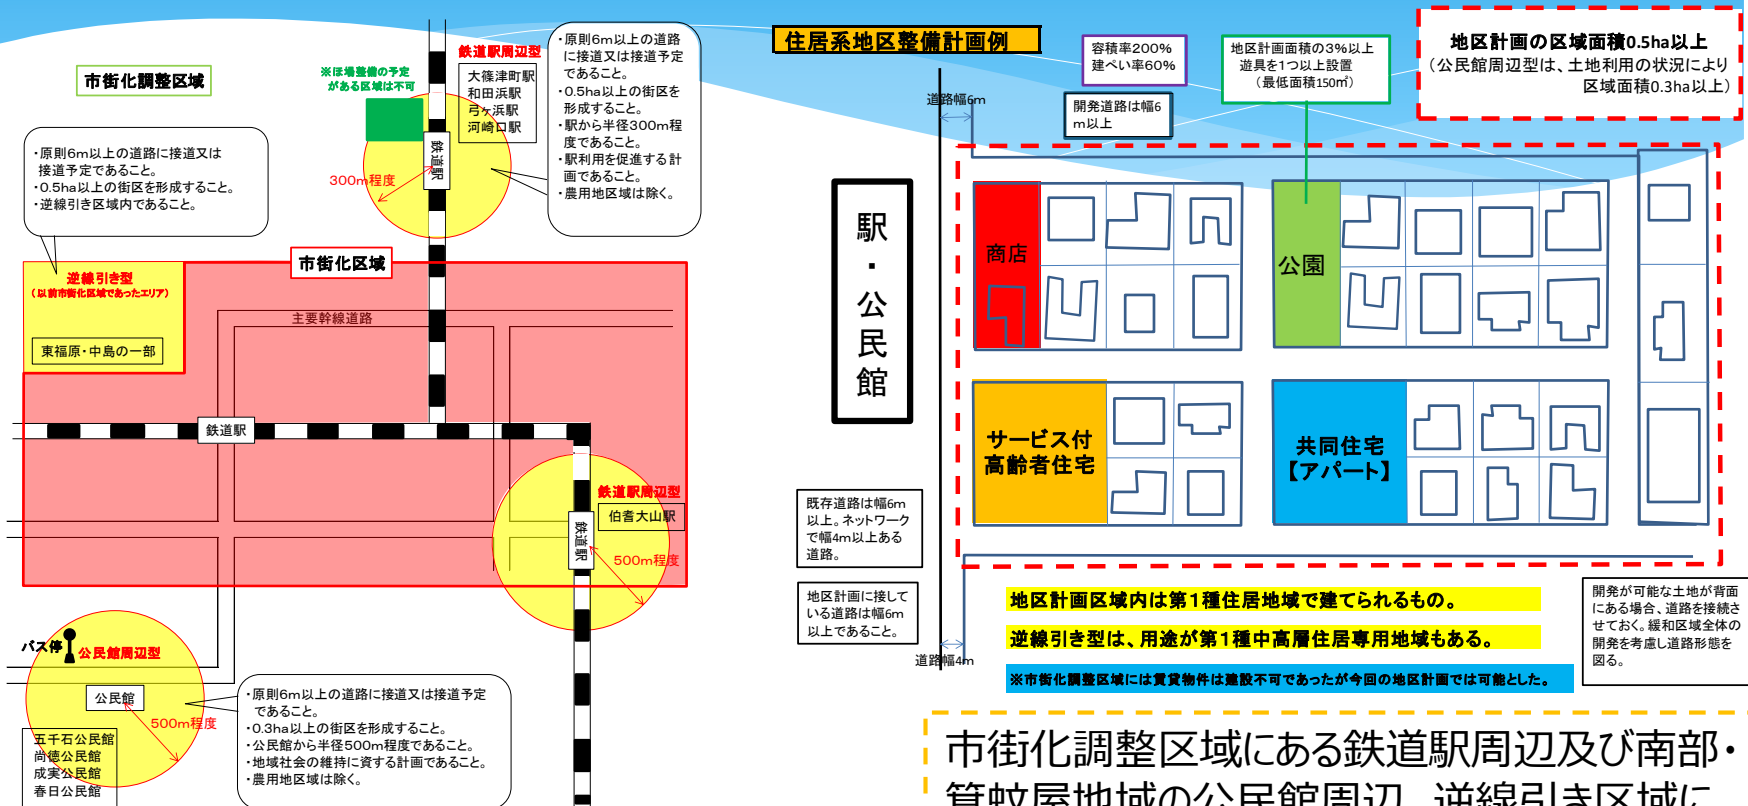 市街化調整区域
・原則6m以上の道路に接道又は
接道予定であること。
・0.5ha以上の街区を形成すること。
・逆線引き区域内であること。
※ほ場整備の予定
がある区域は不可
鉄道駅周辺型
大篠津町駅
和田浜駅
弓ヶ浜駅
河崎口駅
鉄道駅
300m程度
・原則6m以上の道路
に接道又は接道予定
であること。
・0.5ha以上の街区を
形成すること。
・駅から半径300m程
度であること。
・駅利用を促進する計
画であること。
・農用地区域は除く。
市街化区域
逆線引き型
(以前市街化区域であったエリア)
東福原・中島の一部
主要幹線道路
鉄道駅
鉄道駅周辺型
伯耆大山駅
鉄道駅
500m程度
バス停
公民館周辺型
公民館
500m程度
五千石公民館
尚徳公民館
成実公民館
春日公民館
・原則6m以上の道路に接道又は接道予定
であること。
・0.3ha以上の街区を形成すること。
・公民館から半径500m程度であること。
・地域社会の維持に資する計画であること。
・農用地区域は除く。
住居系地区整備計画例
容積率200%
建ぺい率60%
地区計画面積の3%以上
遊具を1つ以上設置
(最低面積150㎡)
地区計画の区域面積0.5ha以上
(公民館周辺型は、土地利用の状況により
区域面積0.3ha以上)
道路幅6m
開発道路は幅6
m以上
駅・公民館
商店
公園
サービス付
高齢者住宅
共同住宅
【アパート】
既存道路は幅6m
以上。ネットワーク
で幅4m以上ある
道路。
地区計画に接して
いる道路は幅6m
以上であること。
道路幅4m
地区計画区域内は第1種住居地域で建てられるもの。
逆線引き型は、用途が第1種中高層住居専用地域もある。
※市街化調整区域には賃貸物件は建設不可であったが今回の地区計画では可能とした。
開発が可能な土地が背面
にある場合、道路を接続さ
せておく。緩和区域全体の
開発を考慮し道路形態を
図る。
市街化調整区域にある鉄道駅周辺及び南部・
箕蚊屋地域の公民館周辺、逆線引き区域に